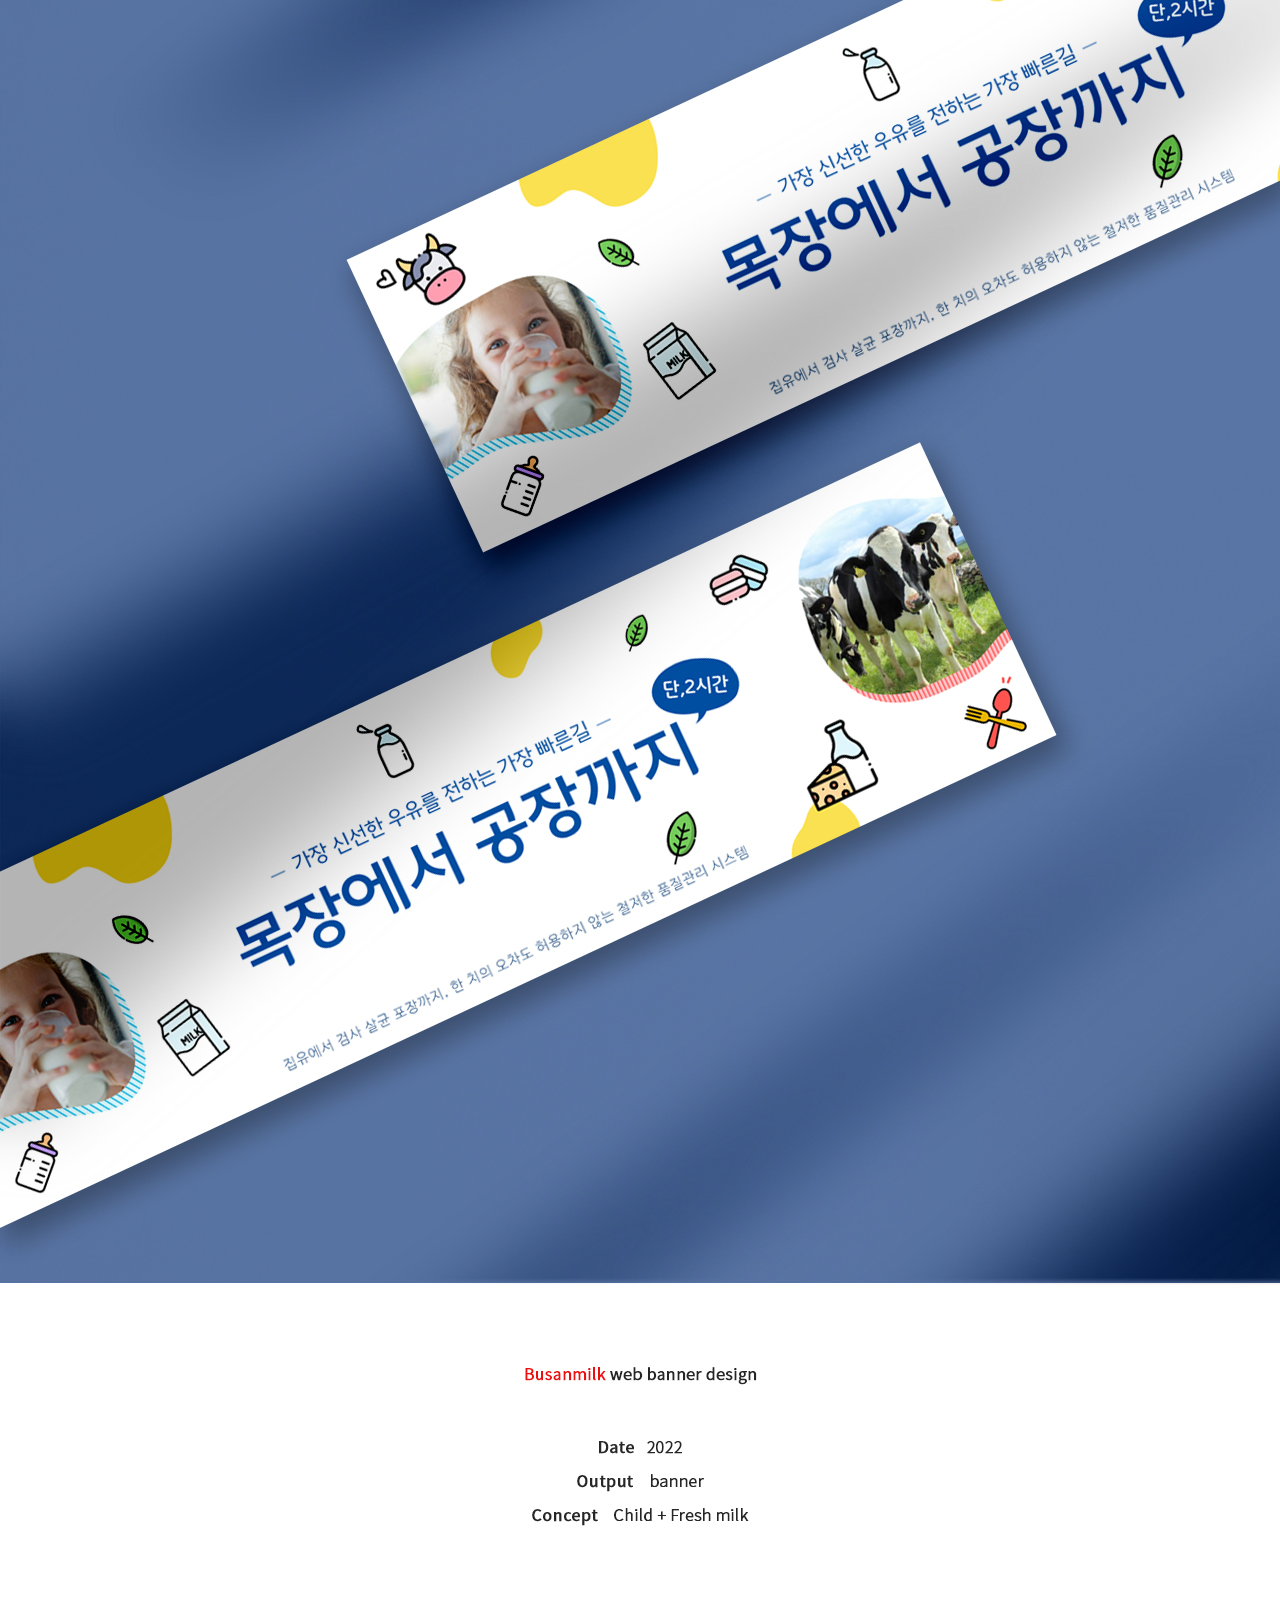 단,2시간
가장 신선한 우유를 전하는 가장 빠른길
목장에서 공장까지
MILK
집유에서 검사 살균 포장까지. 한 치의 오차도 허용하지 않는 철저한 품질관리 시스템
단,2시간
가장 신선한 우유를 전하는 가장 빠른길
목장에서 공장까지
MILK
집유에서 검사 살균 포장까지. 한 치의 오차도 허용하지 않는 철저한 품질관리 시스템
Busanmilk web banner design
Date 2022
Output banner
Concept Child + Fresh milk